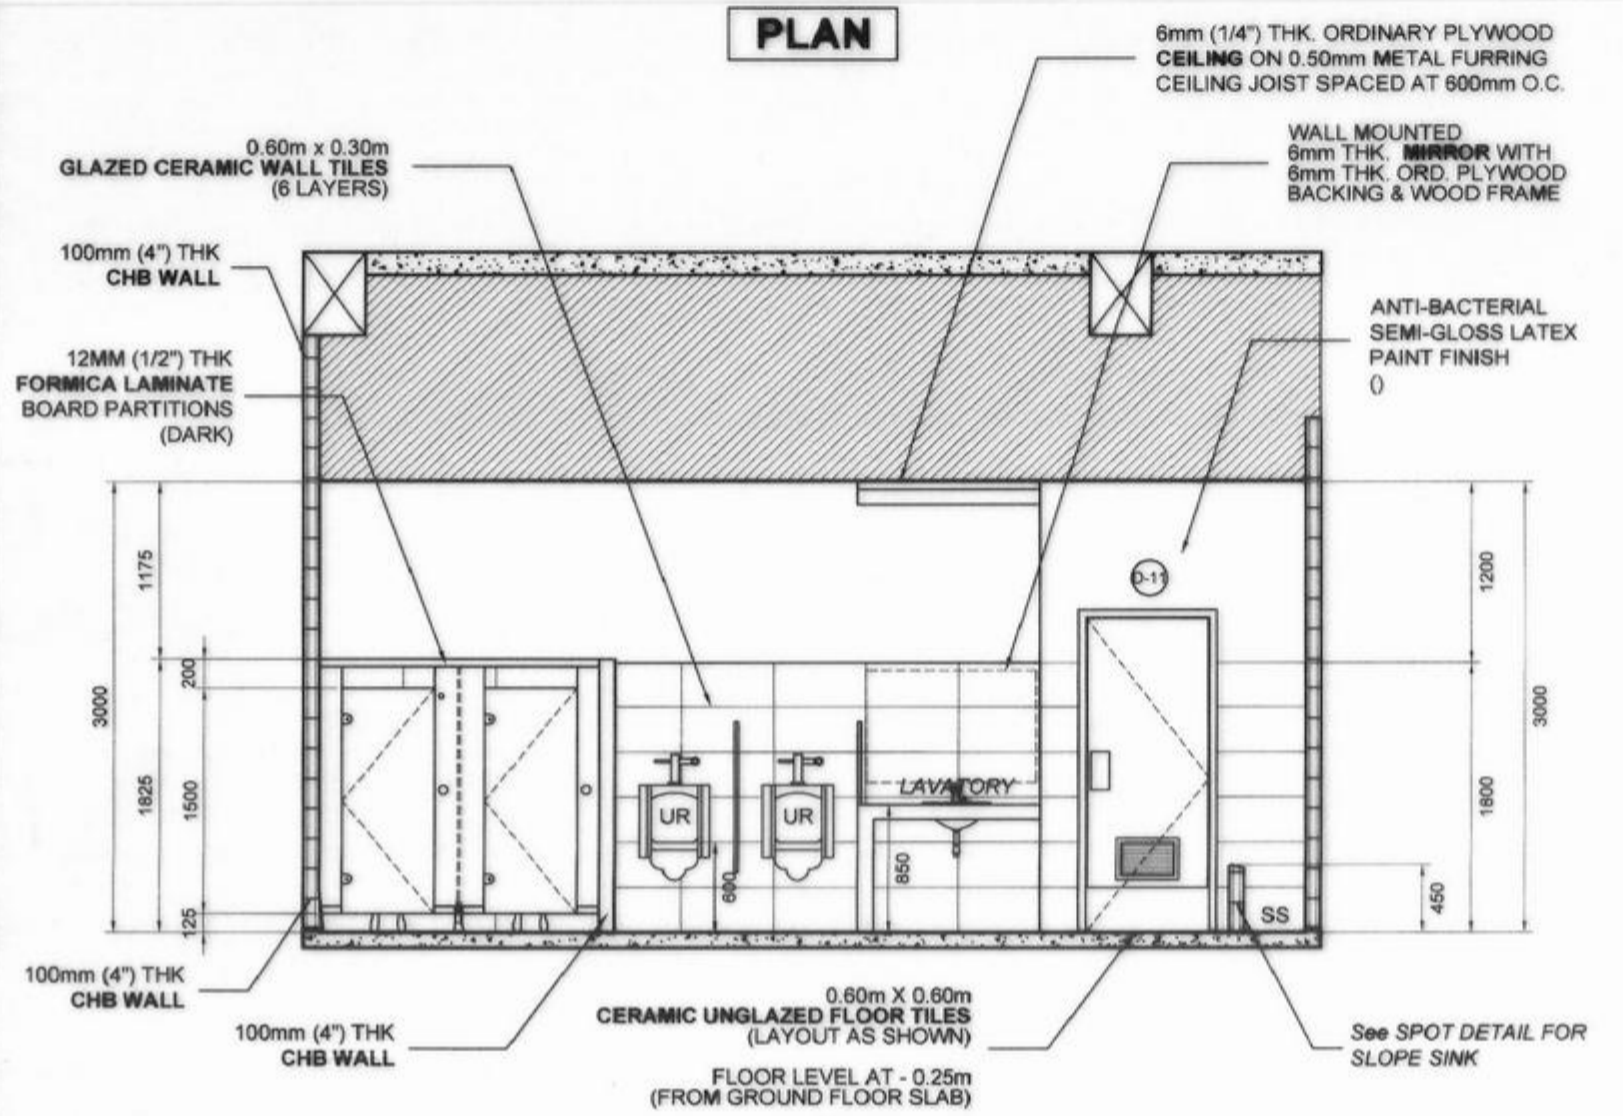 PLAN
6mm (1/4") THK. ORDINARY PLYWOOD
CEILING ON 0.50mm METAL FURRING
CEILING JOIST SPACED AT 600mm O.C.
WALL MOUNTED
6mm THK. MIRROR WITH
6mm THK. ORD. PLYWOOD
BACKING & WOOD FRAME
0.60m x 0.30m
GLAZED CERAMIC WALL TILES
(6 LAYERS)
100mm (4") THK
CHB WALL
12MM (1/2") THK
FORMICA LAMINATE
BOARD PARTITIONS
(DARK)
ANTI-BACTERIAL
SEMI-GLOSS LATEX
PAINT FINISH
()
3000
1175
1825
200
1500
125
D-11
LAVATORY
UR
UR
600
850
1200
1800
3000
450
SS
100mm (4") THK
CHB WALL
100mm (4") THK
CHB WALL
0.60m X 0.60m
CERAMIC UNGLAZED FLOOR TILES
(LAYOUT AS SHOWN)
FLOOR LEVEL AT - 0.25m
(FROM GROUND FLOOR SLAB)
See SPOT DETAIL FOR
SLOPE SINK